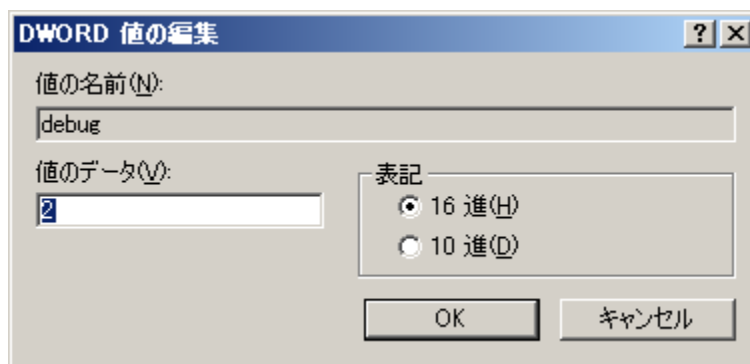 DWORD 値の編集
値の名前(N):
debug
値のデータ(V):
2
表記
16 進(H)
10 進(D)
OK
キャンセル